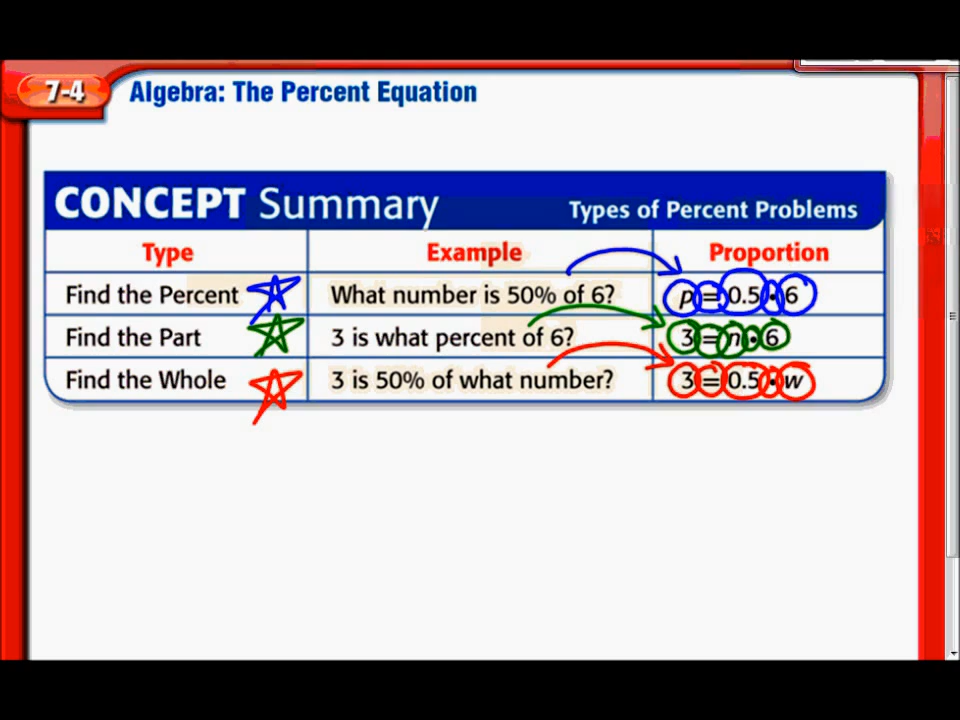 7-4 Algebra: The Percent Equation
CONCEPT Summary Types of Percent Problems
Type Example Proportion
Find the Percent What number is 50% of 6? p = 0.5 • 6
Find the Part 3 is what percent of 6? 3 = n • 6
Find the Whole 3 is 50% of what number? 3 = 0.5 • w